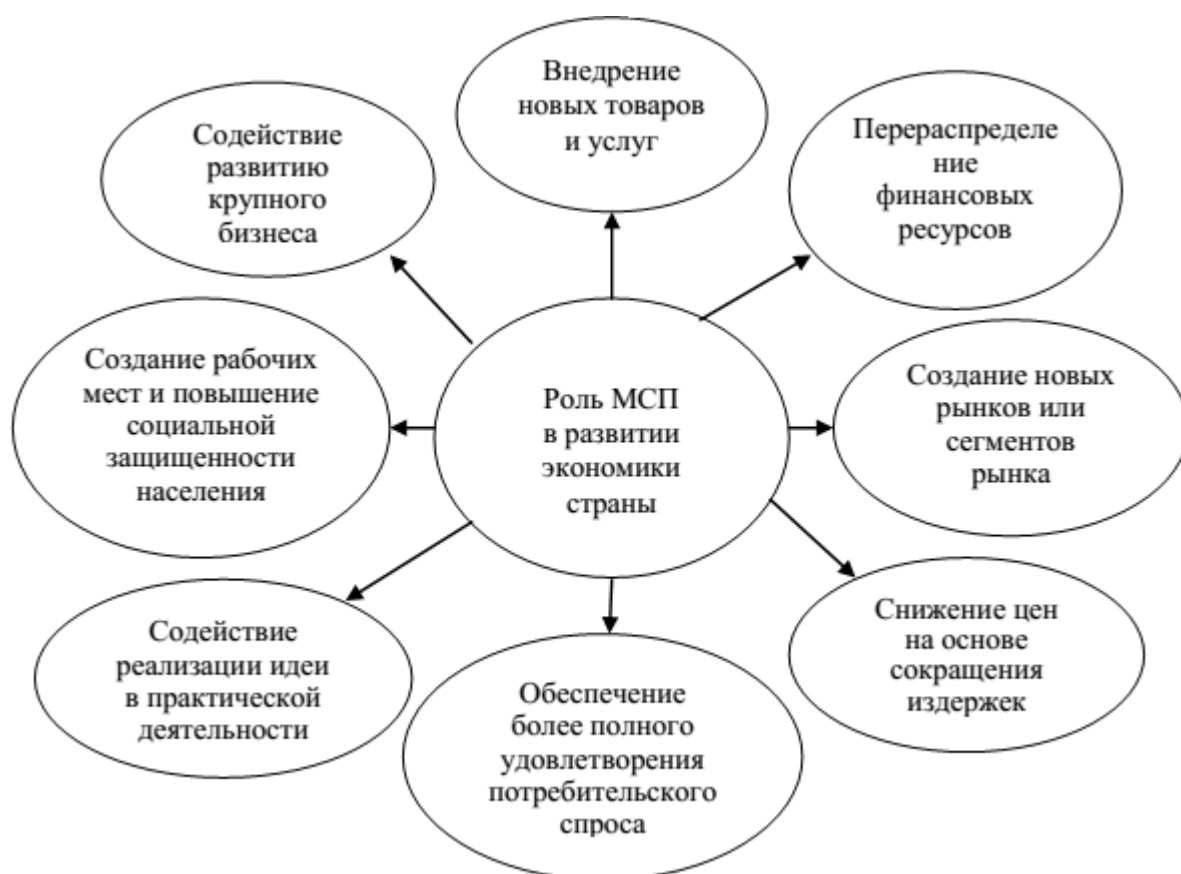 Внедрение
новых товаров
и услуг
Содействие
развитию
крупного
бизнеса
Перераспределе
ние
финансовых
ресурсов
Создание рабочих
мест и повышение
социальной
защищенности
населения
Роль МСП
в развитии
экономики
страны
Создание новых
рынков или
сегментов
рынка
Содействие
реализации идеи
в практической
деятельности
Обеспечение
более полного
удовлетворения
потребительского
спроса
Снижение цен
на основе
сокращения
издержек